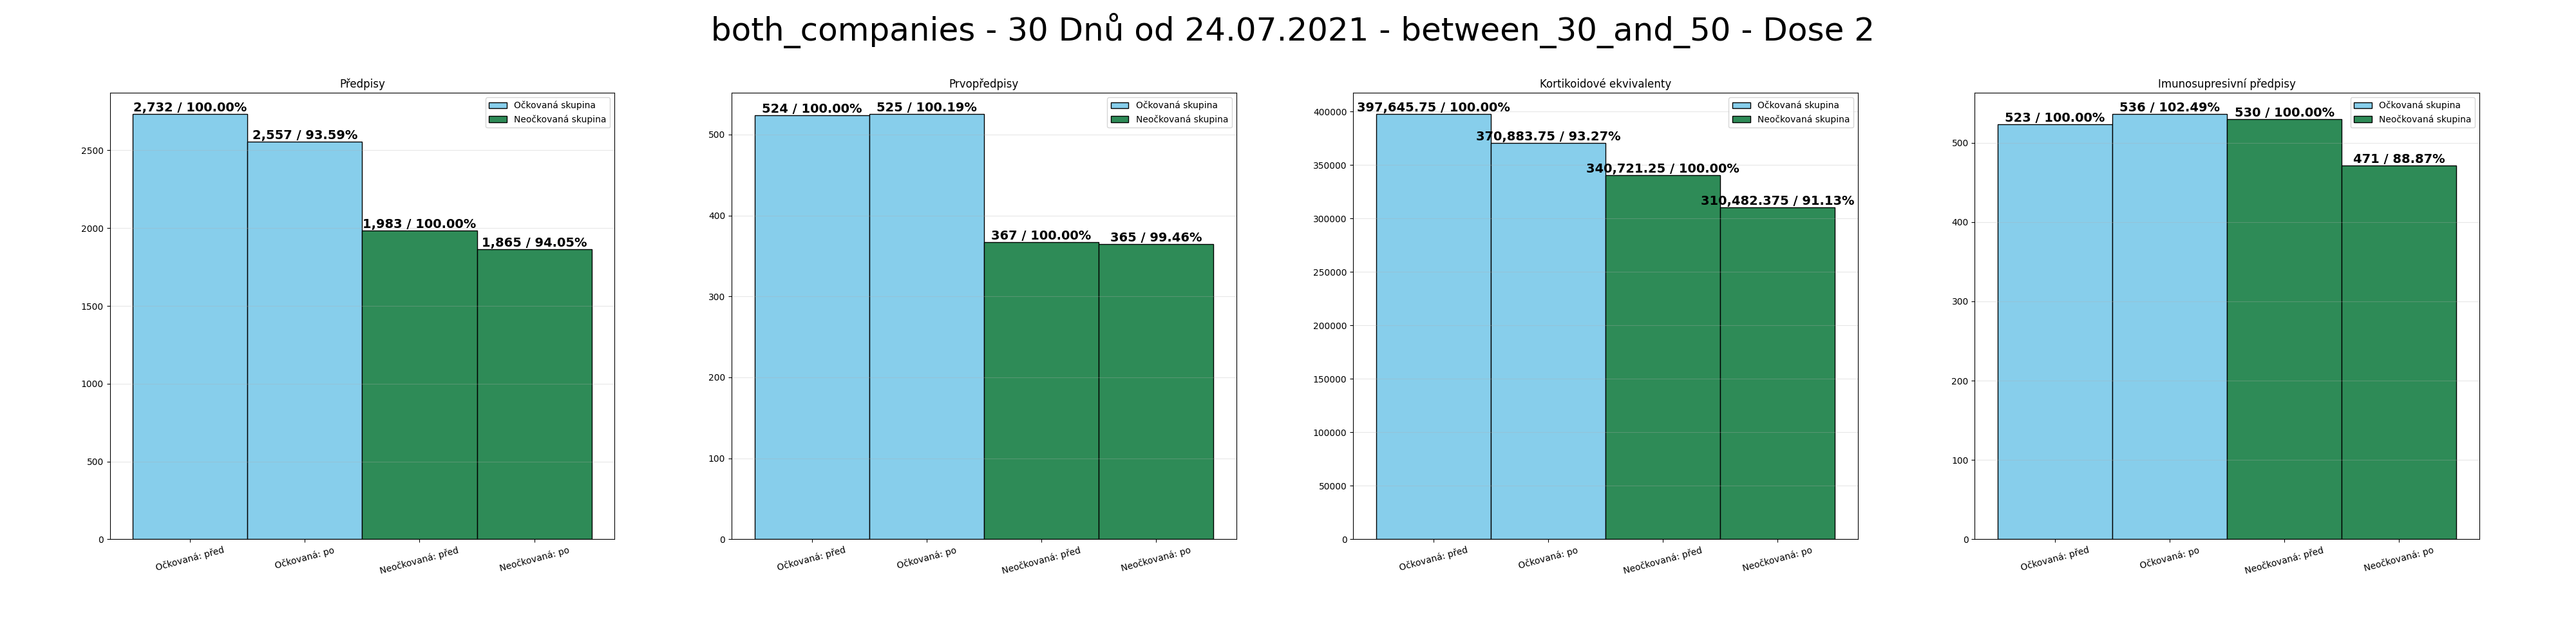 both_companies - 30 Dnů od 24.07.2021 - between_30_and_50 - Dose 2
Předpisy
2,732 / 100.00%
2,557 / 93.59%
1,983 / 100.00%
1,865 / 94.05%
Očkovaná skupina
Neočkovaná skupina
2500
2000
1500
1000
500
0
Očkovaná: před
Očkovaná: po
Neočkovaná: před
Neočkovaná: po
Prvopředpisy
524 / 100.00%
525 / 100.19%
367 / 100.00%
365 / 99.46%
Očkovaná skupina
Neočkovaná skupina
500
400
300
200
100
0
Očkovaná: před
Očkovaná: po
Neočkovaná: před
Neočkovaná: po
Kortikoidové ekvivalenty
397,645.75 / 100.00%
370,883.75 / 93.27%
340,721.25 / 100.00%
310,482.375 / 91.13%
Očkovaná skupina
Neočkovaná skupina
400000
350000
300000
250000
200000
150000
100000
50000
0
Očkovaná: před
Očkovaná: po
Neočkovaná: před
Neočkovaná: po
Imunosupresivní předpisy
523 / 100.00%
536 / 102.49%
530 / 100.00%
471 / 88.87%
Očkovaná skupina
Neočkovaná skupina
500
400
300
200
100
0
Očkovaná: před
Očkovaná: po
Neočkovaná: před
Neočkovaná: po